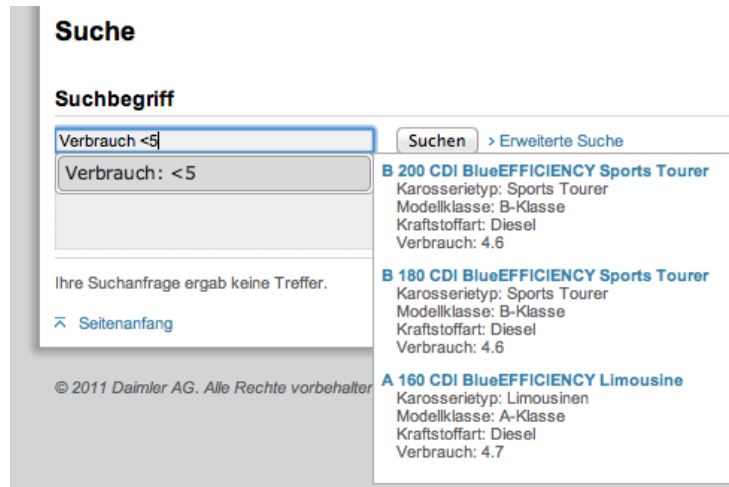 Suche
Suchbegriff
Verbrauch <5
Suchen
› Erweiterte Suche
Verbrauch: <5
B 200 CDI BlueEFFICIENCY Sports Tourer
Karosserietyp: Sports Tourer
Modellklasse: B-Klasse
Kraftstoffart: Diesel
Verbrauch: 4.6
B 180 CDI BlueEFFICIENCY Sports Tourer
Karosserietyp: Sports Tourer
Modellklasse: B-Klasse
Kraftstoffart: Diesel
Verbrauch: 4.6
A 160 CDI BlueEFFICIENCY Limousine
Karosserietyp: Limousinen
Modellklasse: A-Klasse
Kraftstoffart: Diesel
Verbrauch: 4.7
Ihre Suchanfrage ergab keine Treffer.
Seitenanfang
© 2011 Daimler AG. Alle Rechte vorbehalter